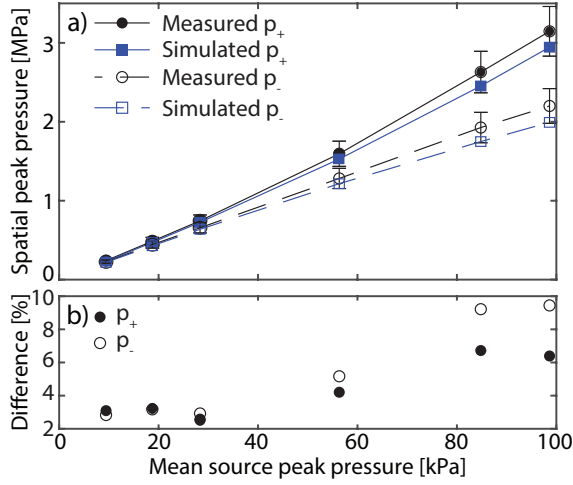 a)
Measured p+
Simulated p+
Measured p-
Simulated p-
Spatial peak pressure [MPa]
3
2
1
0
b)
p+
p-
Difference [%]
10
8
6
4
2
0 20 40 60 80 100
Mean source peak pressure [kPa]